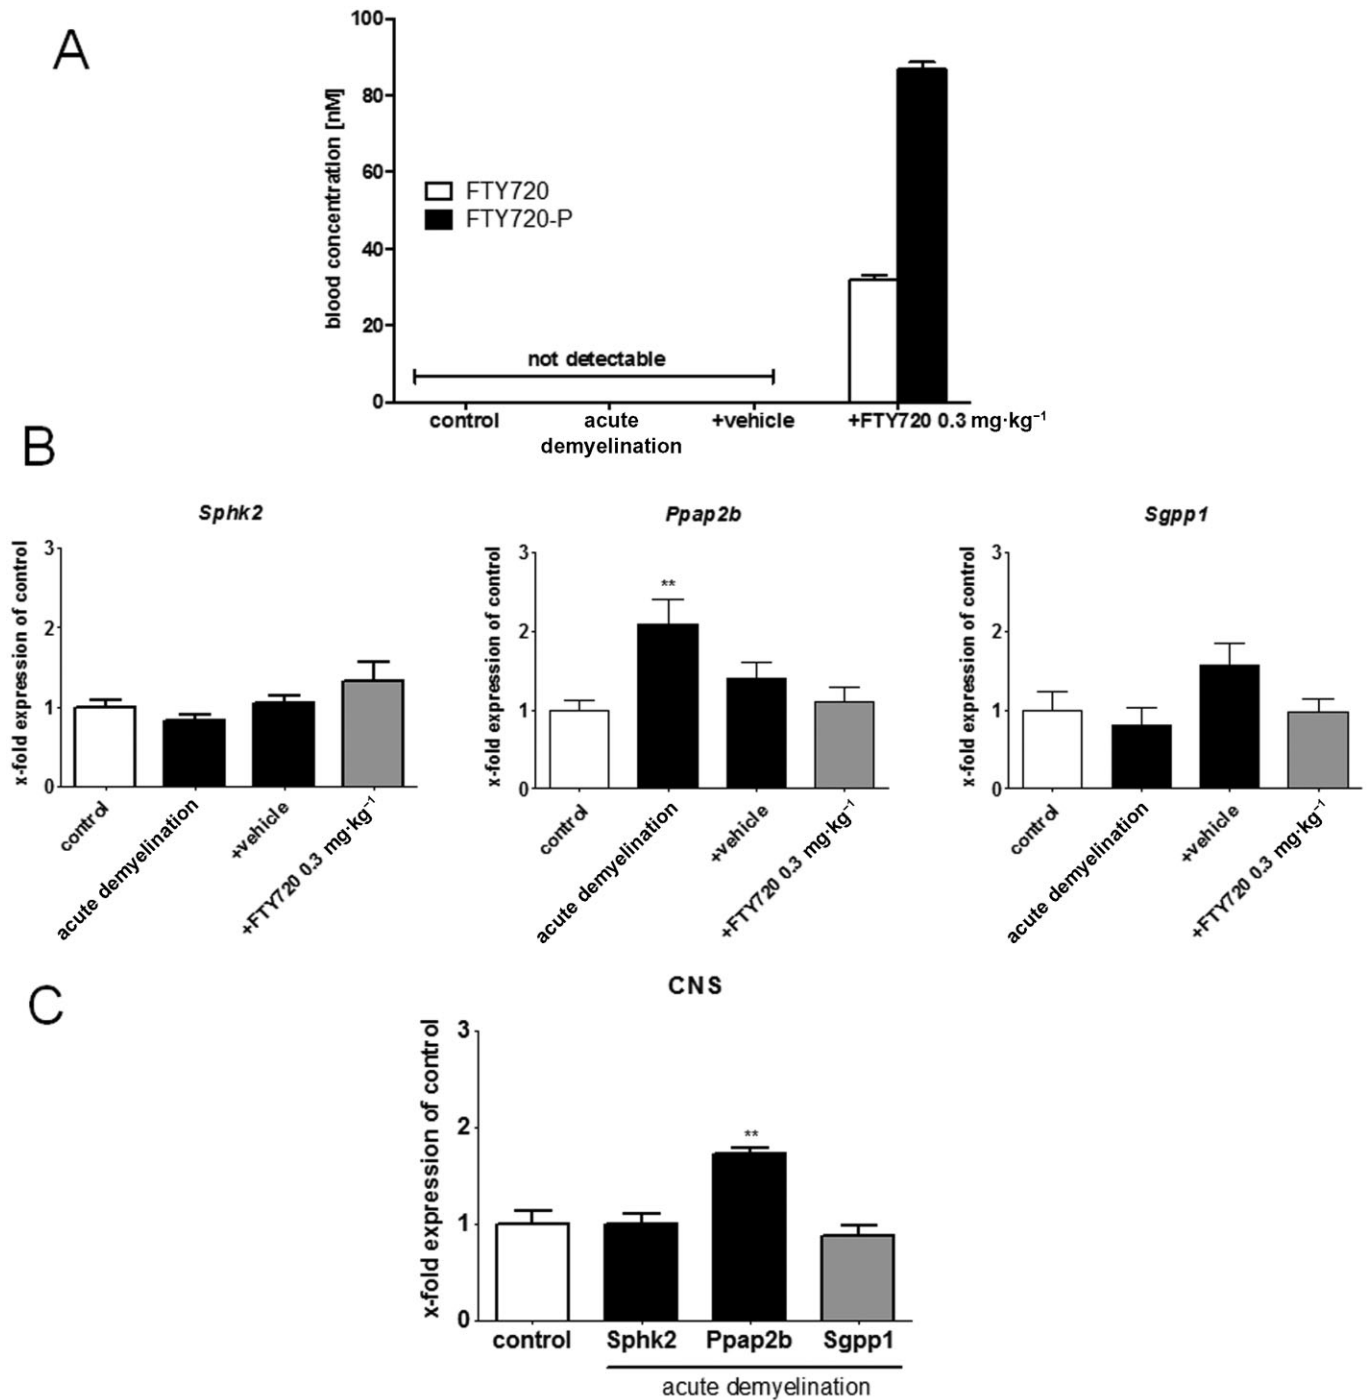 A
100
80
60
40
20
0
blood concentration [nM]
FTY720
FTY720-P
not detectable
control
acute
demyelination
+vehicle
+FTY720 0.3 mg·kg⁻¹
B
Sphk2
x-fold expression of control
3
2
1
0
control
acute demyelination
+vehicle
+FTY720 0.3 mg·kg⁻¹
Ppap2b
x-fold expression of control
3
2
1
0
**
control
acute demyelination
+vehicle
+FTY720 0.3 mg·kg⁻¹
Sgpp1
x-fold expression of control
3
2
1
0
control
acute demyelination
+vehicle
+FTY720 0.3 mg·kg⁻¹
C
CNS
x-fold expression of control
3
2
1
0
**
control
Sphk2
Ppap2b
Sgpp1
acute demyelination